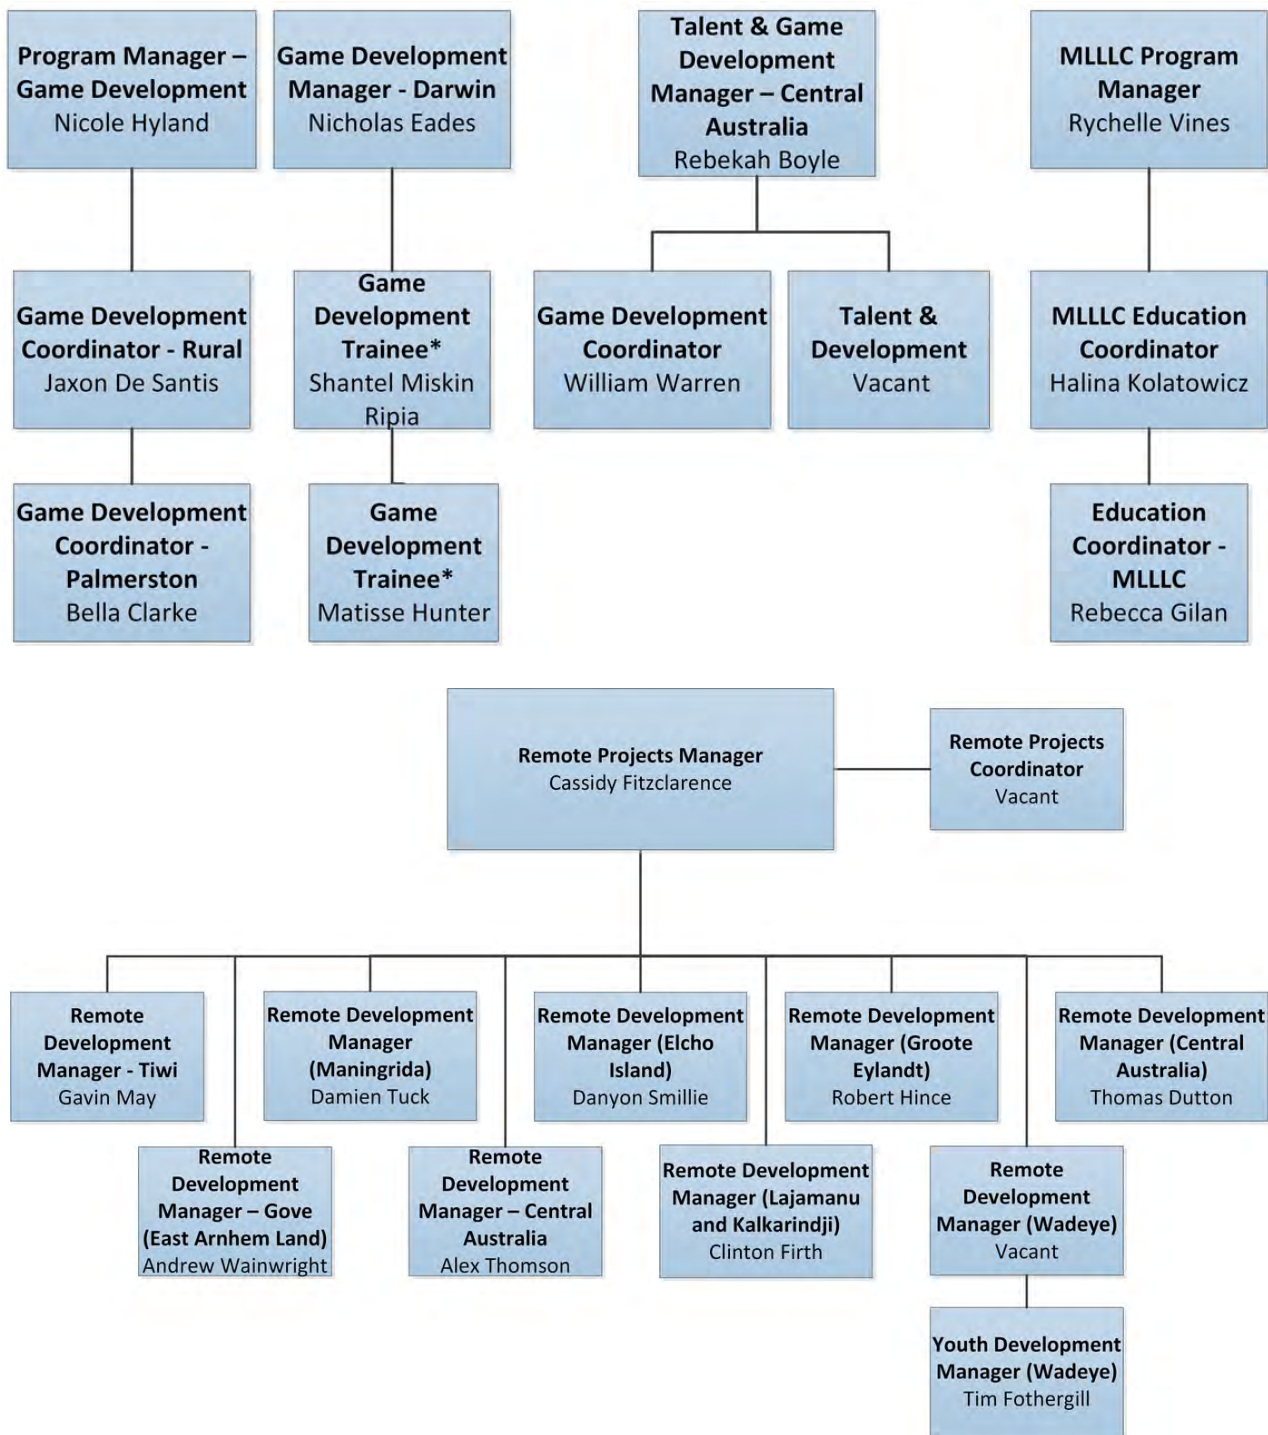 Program Manager –
Game Development
Nicole Hyland
Game Development
Manager - Darwin
Nicholas Eades
Talent & Game
Development
Manager – Central
Australia
Rebekah Boyle
MLLLC Program
Manager
Rychelle Vines
Game Development
Coordinator - Rural
Jaxon De Santis
Game
Development
Trainee*
Shantel Miskin
Ripia
Game Development
Coordinator
William Warren
Talent &
Development
Vacant
MLLLC Education
Coordinator
Halina Kolatowicz
Game Development
Coordinator -
Palmerston
Bella Clarke
Game
Development
Trainee*
Matisse Hunter
Education
Coordinator -
MLLLC
Rebecca Gilan
Remote Projects Manager
Cassidy Fitzclarence
Remote Projects
Coordinator
Vacant
Remote
Development
Manager - Tiwi
Gavin May
Remote Development
Manager
(Maningrida)
Damien Tuck
Remote Development
Manager (Elcho
Island)
Danyon Smillie
Remote Development
Manager (Groote
Eylandt)
Robert Hince
Remote Development
Manager (Central
Australia)
Thomas Dutton
Remote
Development
Manager – Gove
(East Arnhem Land)
Andrew Wainwright
Remote
Development
Manager – Central
Australia
Alex Thomson
Remote Development
Manager (Lajamanu
and Kalkarindji)
Clinton Firth
Remote
Development
Manager (Wadeye)
Vacant
Youth Development
Manager (Wadeye)
Tim Fothergill